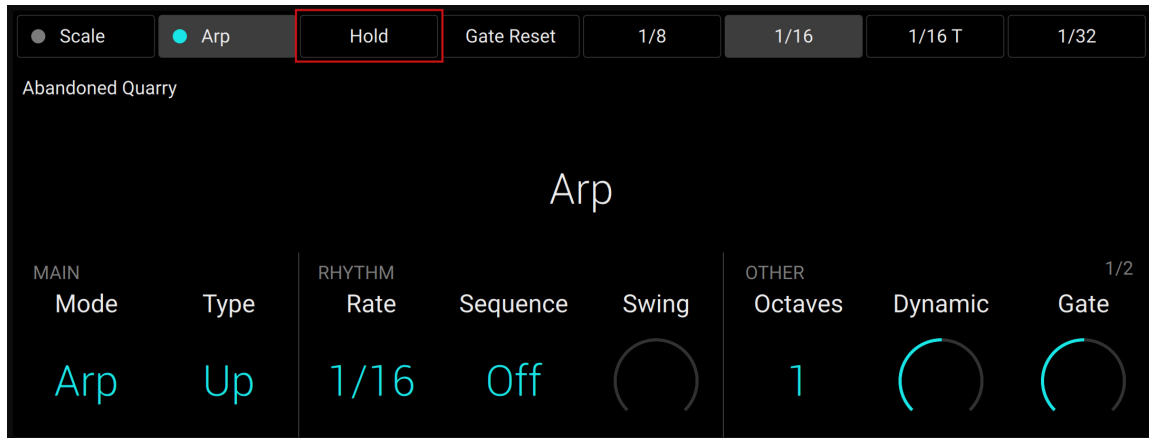 Scale Arp Hold Gate Reset 1/8 1/16 1/16 T 1/32
Abandoned Quarry
Arp
MAIN RHYTHM OTHER 1/2
Mode Type Rate Sequence Swing Octaves Dynamic Gate
Arp Up 1/16 Off 1